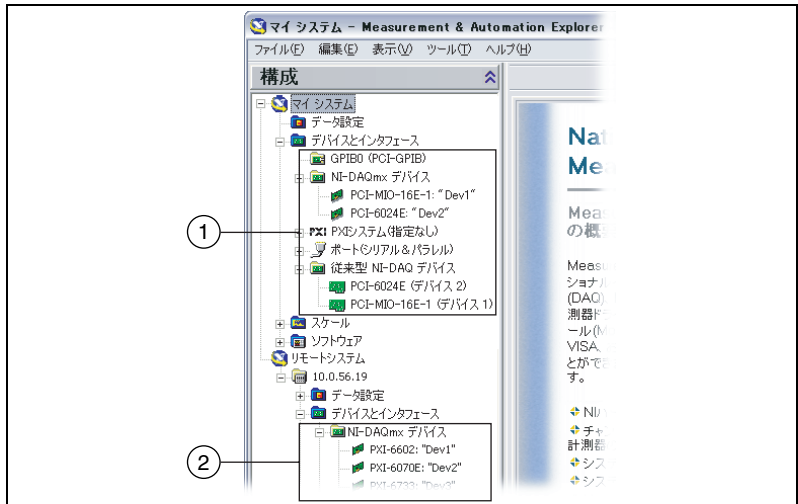 マイ システム - Measurement & Automation Explorer
ファイル(F) 編集(E) 表示(V) ツール(T) ヘルプ(H)
構成
マイ システム
データ設定
デバイスとインタフェース
GPIB0 (PCI-GPIB)
NI-DAQmx デバイス
PCI-MIO-16E-1: "Dev1"
PCI-6024E: "Dev2"
1
PXI PXIシステム(指定なし)
ポート(シリアル&パラレル)
従来型 NI-DAQ デバイス
PCI-6024E (デバイス 2)
PCI-MIO-16E-1 (デバイス 1)
スケール
ソフトウェア
リモートシステム
10.0.56.19
データ設定
デバイスとインタフェース
NI-DAQmx デバイス
PXI-6602: "Dev1"
2
PXI-6070E: "Dev2"
PXI-6733: "Dev3"
Nat
Me
Meas
の概
Measu
ショナル
(DAQ)
測器ド
ール(M
VISA、
とがで
す。
NI
チャ
計測器
シス
シス